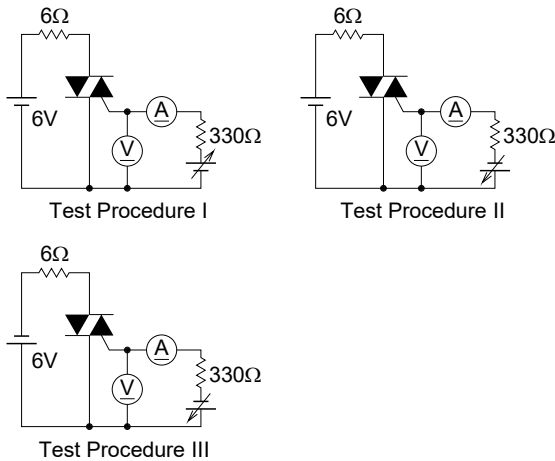 6Ω
6V
A
V
330Ω
Test Procedure I
6Ω
6V
A
V
330Ω
Test Procedure II
6Ω
6V
A
V
330Ω
Test Procedure III